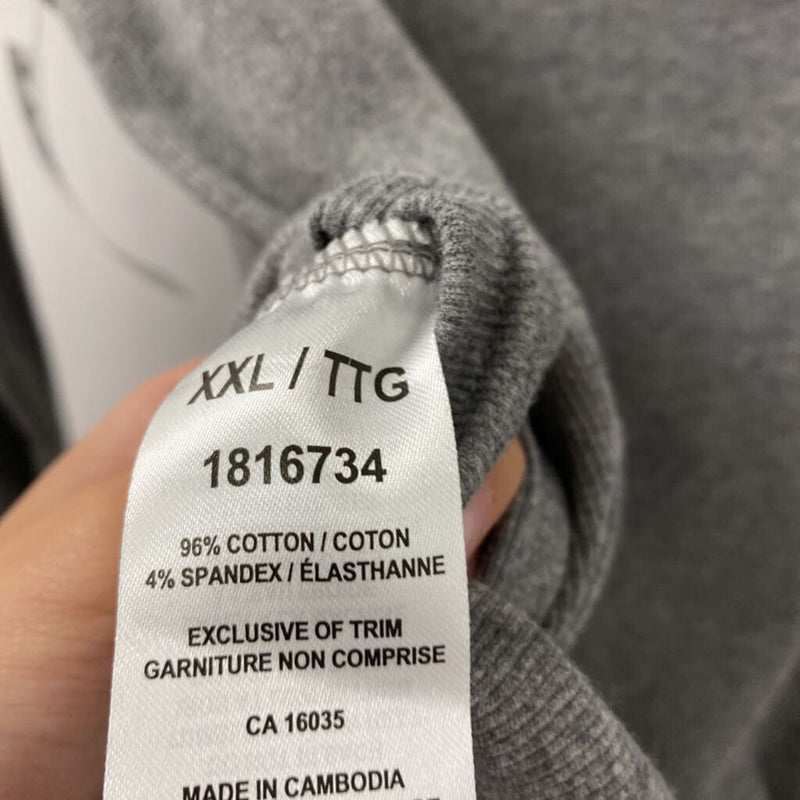 XXL / TTG
1816734
96% COTTON / COTON
4% SPANDEX / ÉLASTHANNE
EXCLUSIVE OF TRIM
GARNITURE NON COMPRISE
CA 16035
MADE IN CAMBODIA